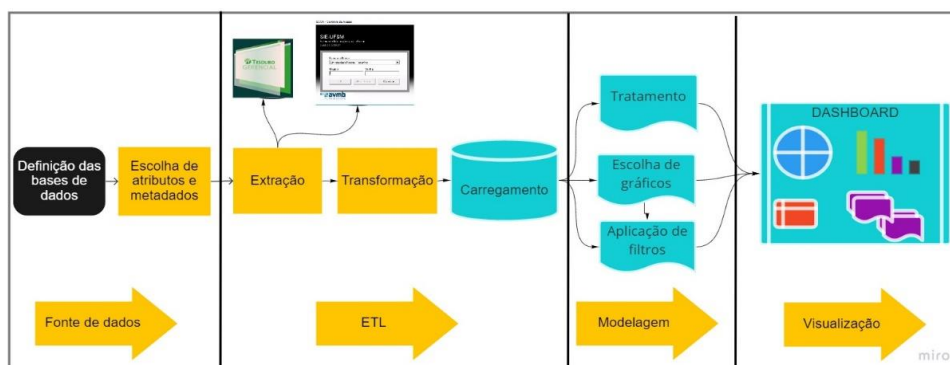 TESOURO
GERENCIAL
SIE-UFSM
avmb
Definição das
bases de
dados
Escolha de
atributos e
metadados
Extração
Transformação
Carregamento
Tratamento
Escolha de
gráficos
Aplicação de
filtros
DASHBOARD
Fonte de dados
ETL
Modelagem
Visualização
miro